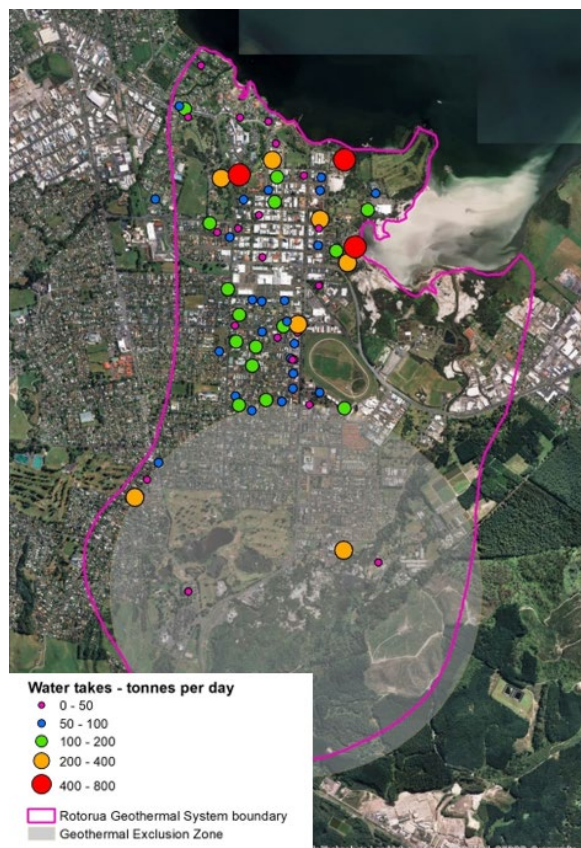 Water takes - tonnes per day
0 - 50
50 - 100
100 - 200
200 - 400
400 - 800
Rotorua Geothermal System boundary
Geothermal Exclusion Zone